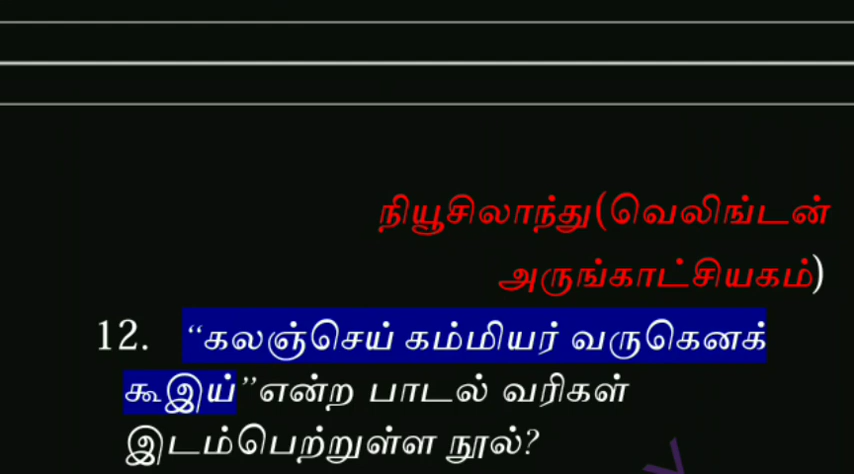 நியூசிலாந்து(வெலிங்டன்
அருங்காட்சியகம்)
12. “கலஞ்செய் கம்மியர் வருகெனக்
கூஇய்”என்ற பாடல் வரிகள்
இடம்பெற்றுள்ள நூல்?